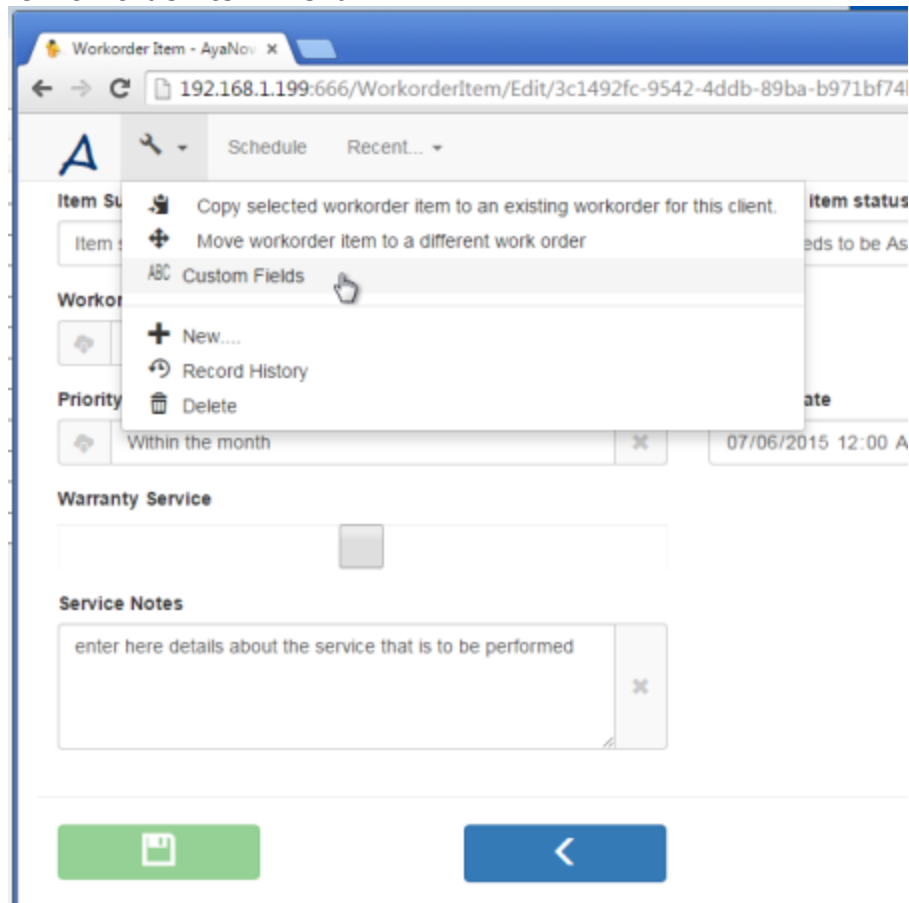 Workorder Item - AyaNov
192.168.1.199:666/WorkorderItem/Edit/3c1492fc-9542-4ddb-89ba-b971bf74
Schedule Recent...
Item Su item status
Copy selected workorder item to an existing workorder for this client.
Item eds to be As
Move workorder item to a different work order
ABC Custom Fields
Workor
New....
Record History
Priority ate
Delete
Within the month 07/06/2015 12:00 A
Warranty Service
Service Notes
enter here details about the service that is to be performed